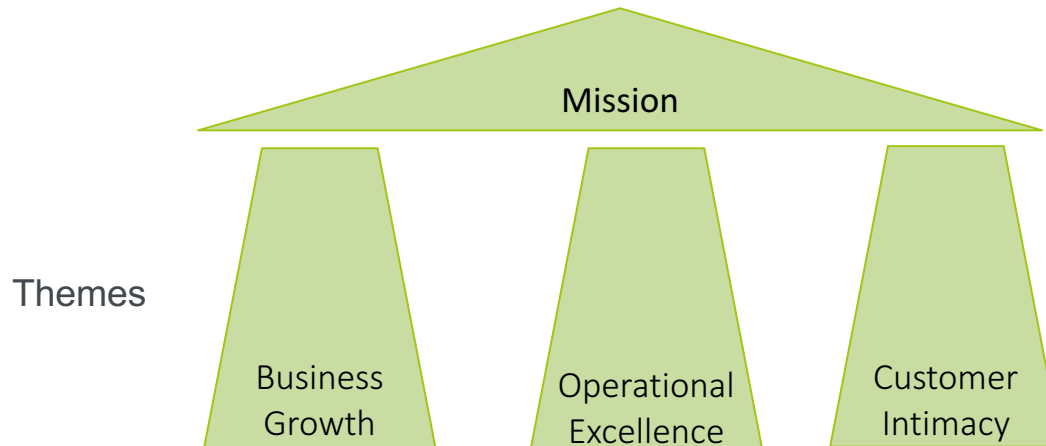 Mission
Themes
Business
Growth
Operational
Excellence
Customer
Intimacy